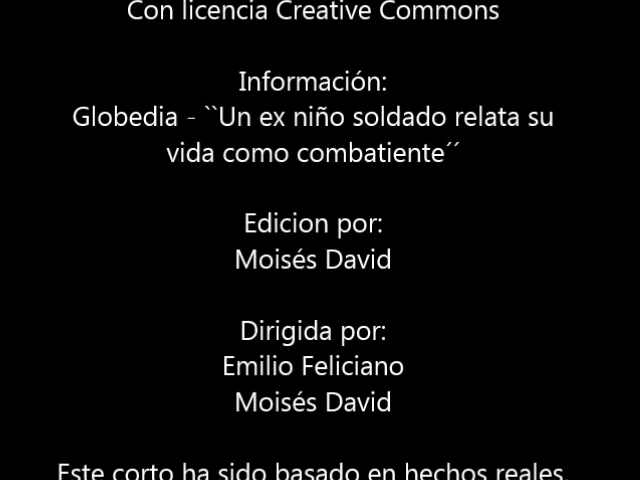 Con licencia Creative Commons
Información:
Globedia - ``Un ex niño soldado relata su
vida como combatiente´´
Edicion por:
Moisés David
Dirigida por:
Emilio Feliciano
Moisés David
Este corto ha sido basado en hechos reales.